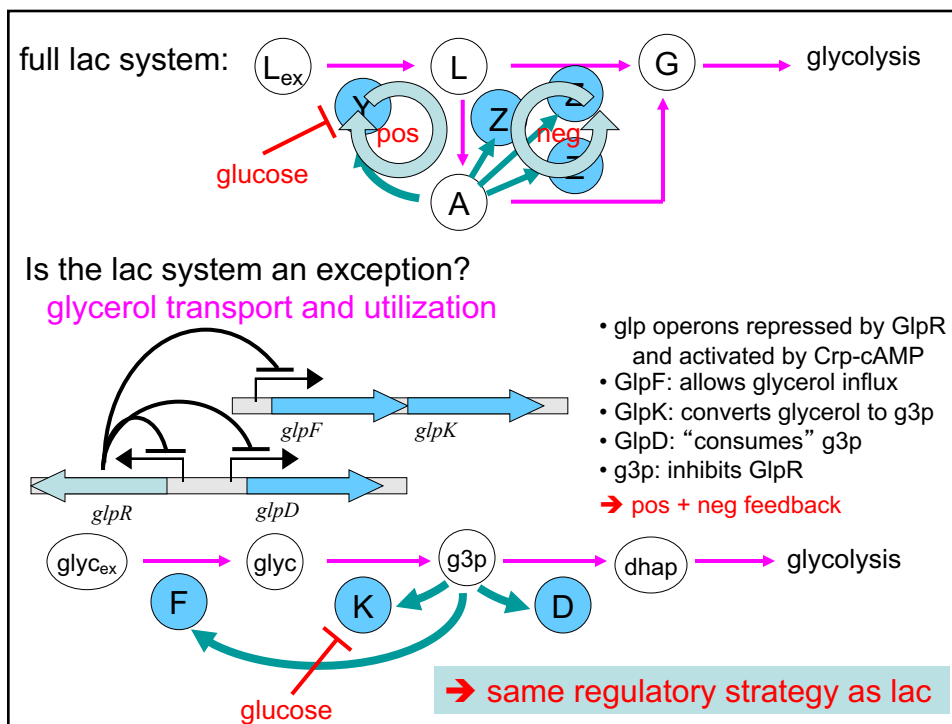 full lac system:
L_ex
L
G
glycolysis
Y
pos
Z
Z
neg
Z
glucose
A
Is the lac system an exception?
glycerol transport and utilization
• glp operons repressed by GlpR
and activated by Crp-cAMP
• GlpF: allows glycerol influx
• GlpK: converts glycerol to g3p
• GlpD: “consumes” g3p
• g3p: inhibits GlpR
➔ pos + neg feedback
glpF
glpK
glpR
glpD
glyc_ex
glyc
g3p
dhap
glycolysis
F
K
D
glucose
➔ same regulatory strategy as lac